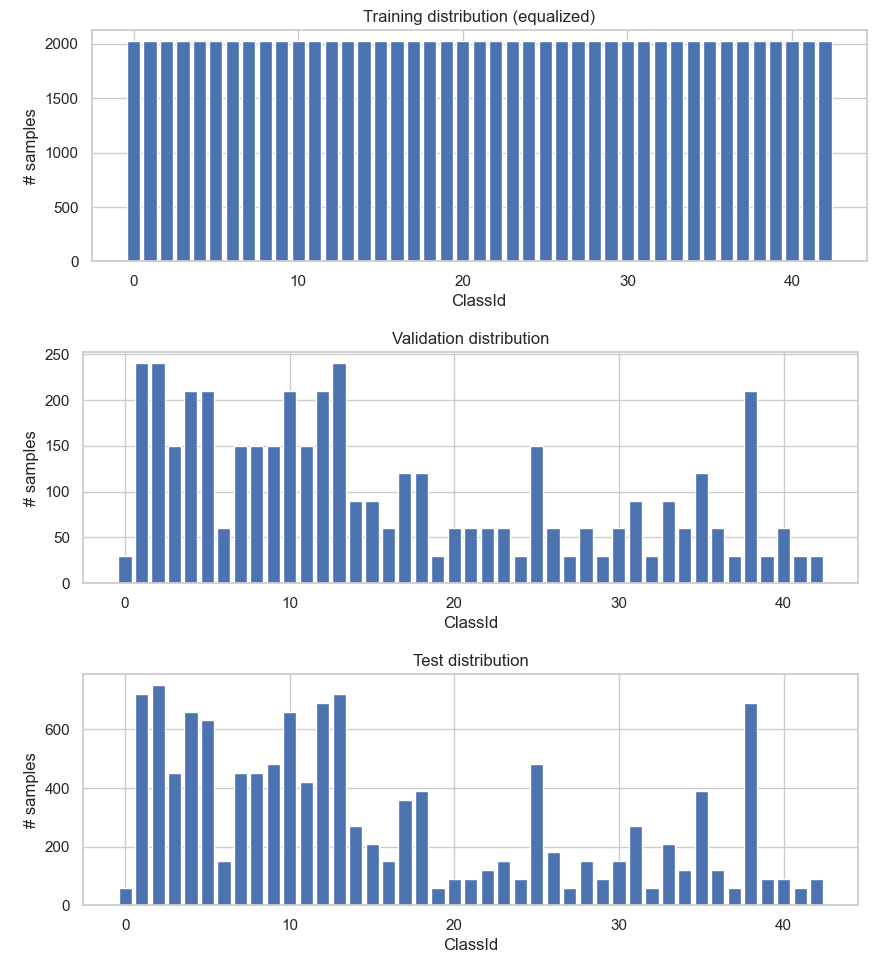 Training distribution (equalized)
2000
1500
1000
500
0
# samples
0 10 20 30 40
ClassId
Validation distribution
250
200
150
100
50
0
# samples
0 10 20 30 40
ClassId
Test distribution
600
400
200
0
# samples
0 10 20 30 40
ClassId